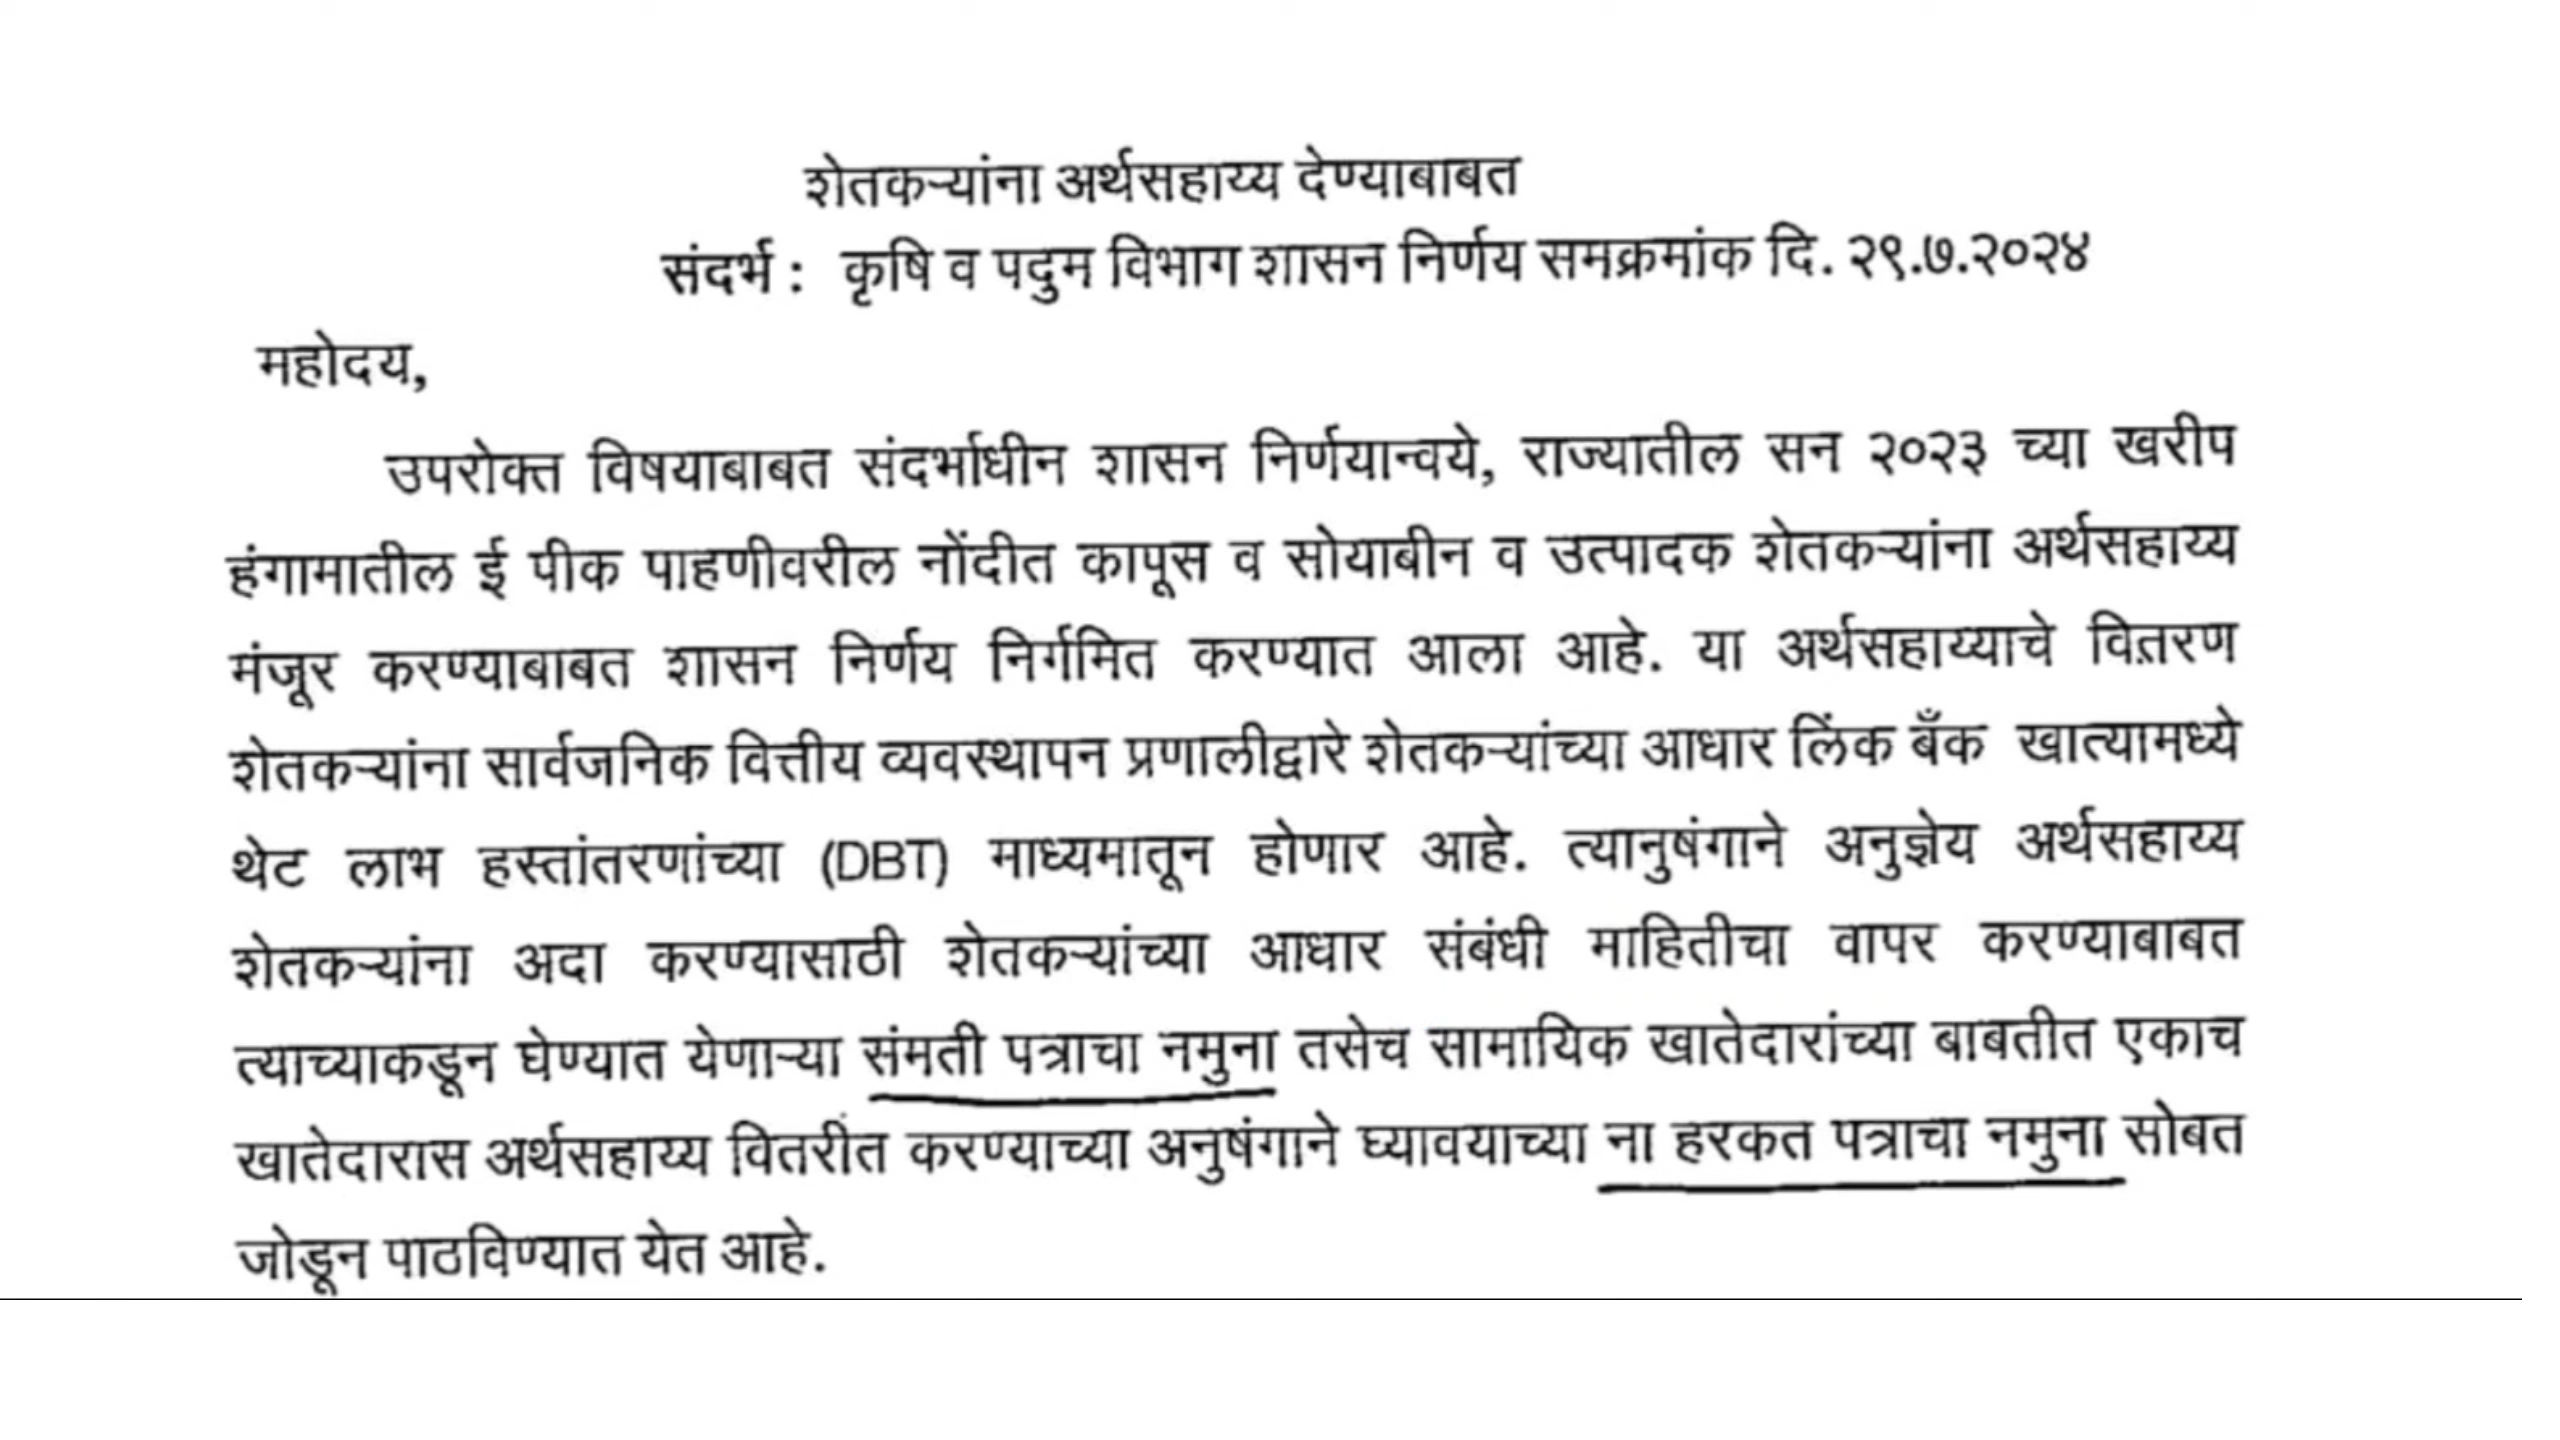 शेतकऱ्यांना अर्थसहाय्य देण्याबाबत
संदर्भ : कृषि व पदुम विभाग शासन निर्णय समक्रमांक दि. २९.७.२०२४
महोदय,
उपरोक्त विषयाबाबत संदर्भाधीन शासन निर्णयान्वये, राज्यातील सन २०२३ च्या खरीप
हंगामातील ई पीक पाहणीवरील नोंदीत कापूस व सोयाबीन व उत्पादक शेतकऱ्यांना अर्थसहाय्य
मंजूर करण्याबाबत शासन निर्णय निर्गमित करण्यात आला आहे. या अर्थसहाय्याचे वितरण
शेतकऱ्यांना सार्वजनिक वित्तीय व्यवस्थापन प्रणालीद्वारे शेतकऱ्यांच्या आधार लिंक बँक खात्यामध्ये
थेट लाभ हस्तांतरणांच्या (DBT) माध्यमातून होणार आहे. त्यानुषंगाने अनुज्ञेय अर्थसहाय्य
शेतकऱ्यांना अदा करण्यासाठी शेतकऱ्यांच्या आधार संबंधी माहितीचा वापर करण्याबाबत
त्याच्याकडून घेण्यात येणाऱ्या संमती पत्राचा नमुना तसेच सामायिक खातेदारांच्या बाबतीत एकाच
खातेदारास अर्थसहाय्य वितरीत करण्याच्या अनुषंगाने घ्यावयाच्या ना हरकत पत्राचा नमुना सोबत
जोडून पाठविण्यात येत आहे.